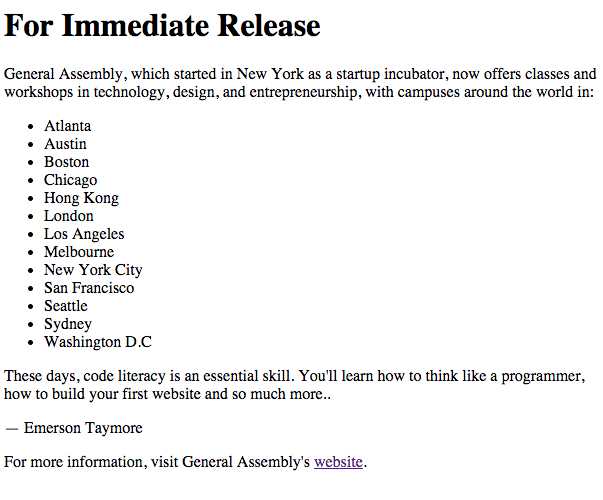 For Immediate Release
General Assembly, which started in New York as a startup incubator, now offers classes and
workshops in technology, design, and entrepreneurship, with campuses around the world in:
• Atlanta
• Austin
• Boston
• Chicago
• Hong Kong
• London
• Los Angeles
• Melbourne
• New York City
• San Francisco
• Seattle
• Sydney
• Washington D.C
These days, code literacy is an essential skill. You'll learn how to think like a programmer,
how to build your first website and so much more..
— Emerson Taymore
For more information, visit General Assembly's website.